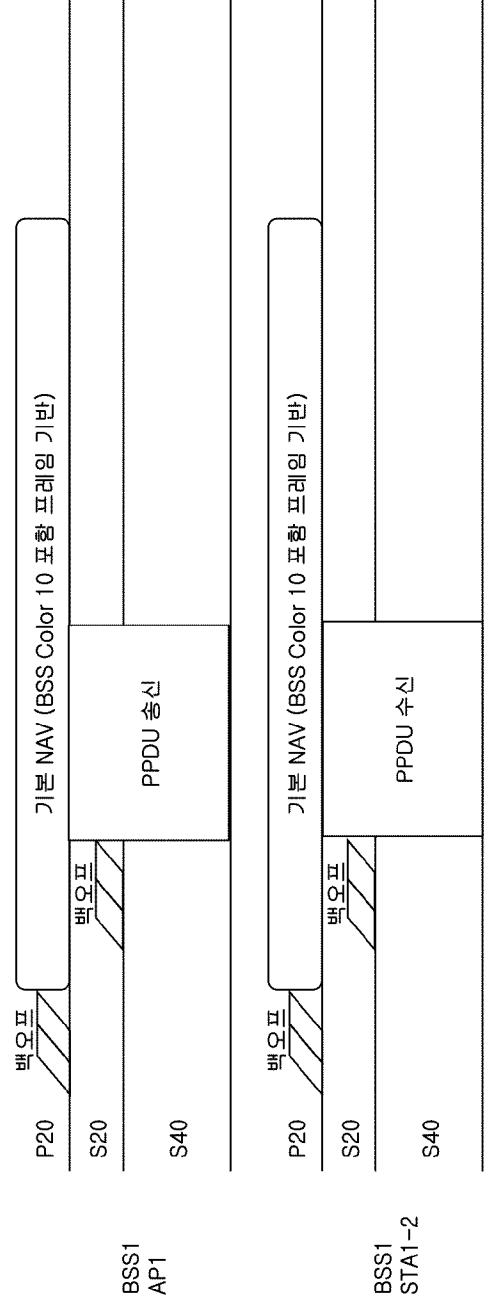 BSS1
AP1
P20
S20
S40
백오프
기본 NAV (BSS Color 10 포함 프레임 기반)
백오프
PPDU 송신
BSS1
STA1-2
P20
S20
S40
백오프
기본 NAV (BSS Color 10 포함 프레임 기반)
백오프
PPDU 수신